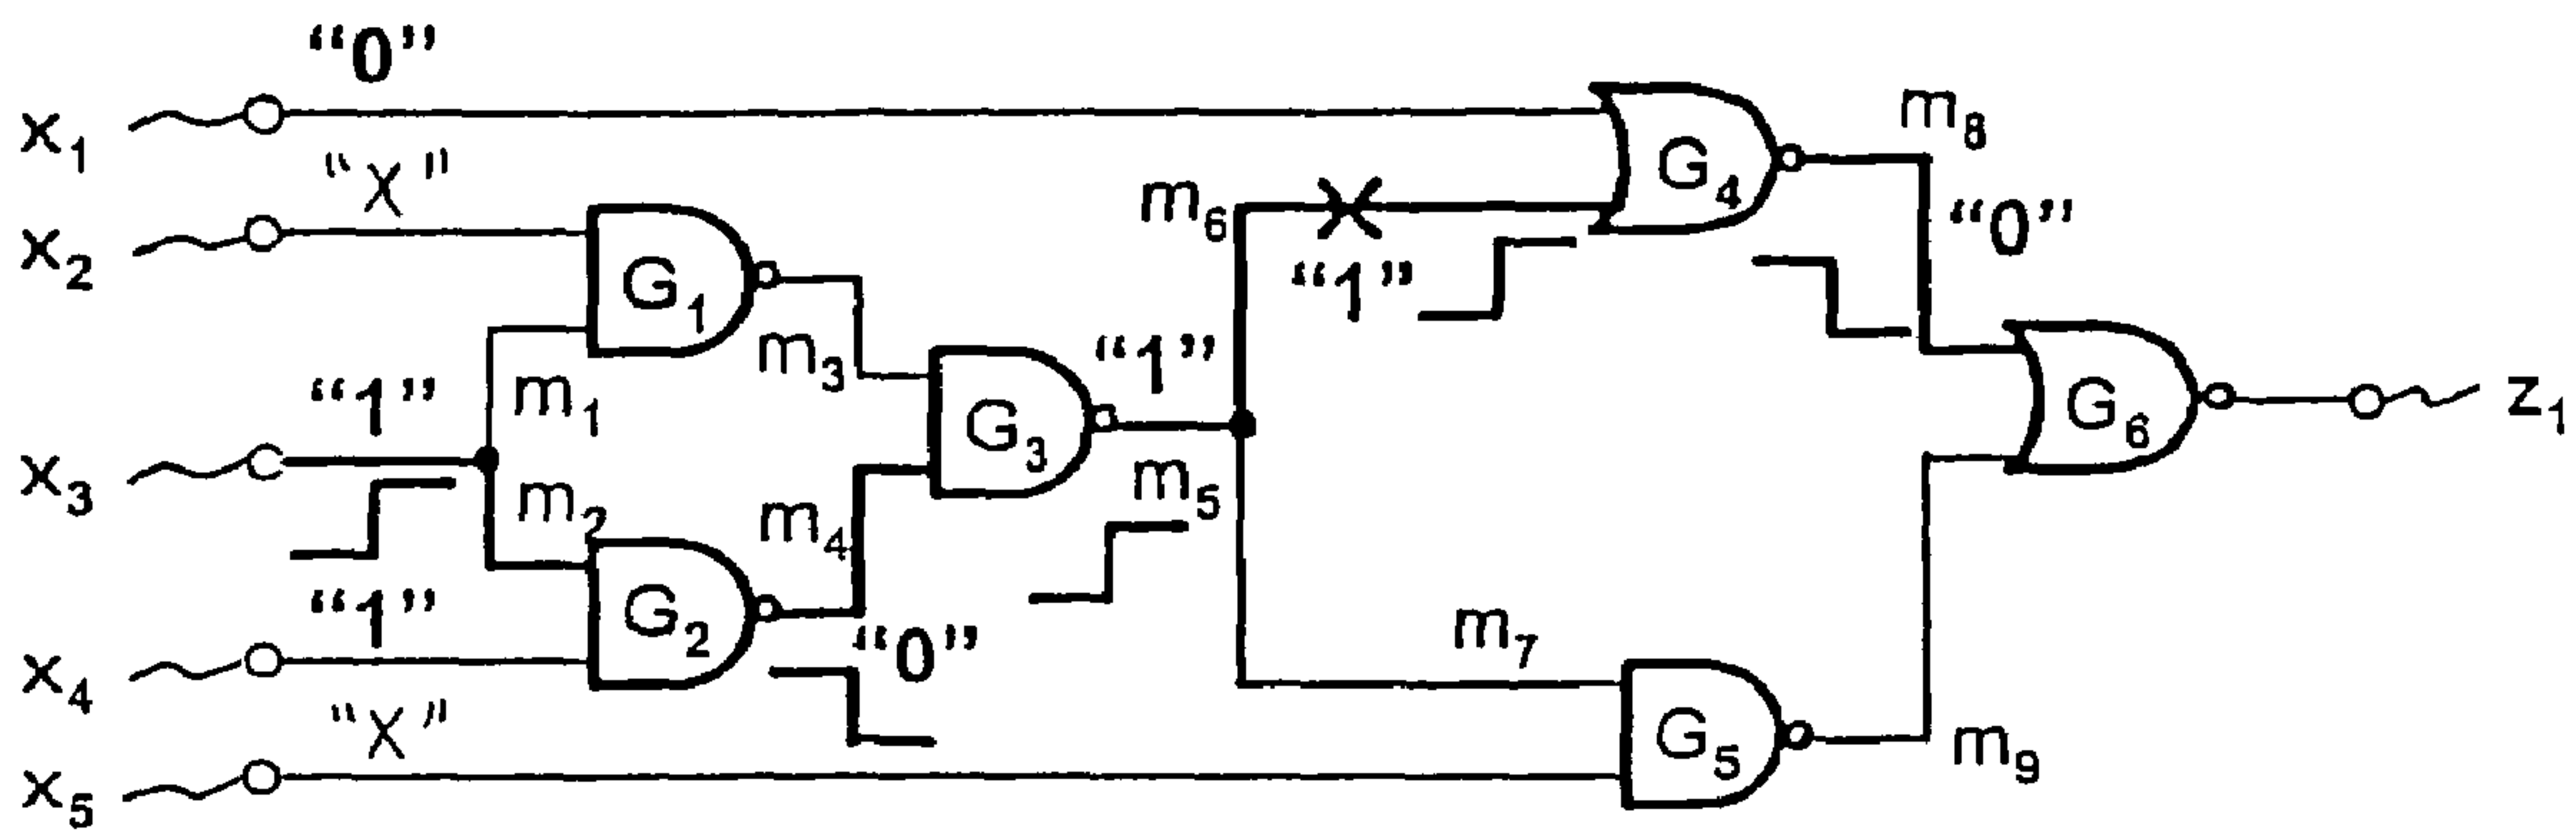 “0”
x1
“X”
x2
G1
m1
m3
“1”
x3
m2
G2
m4
“0”
“1”
x4
“X”
x5
G3
“1”
m5
m6
“1”
G4
m8
“0”
m7
G5
m9
G6
z1